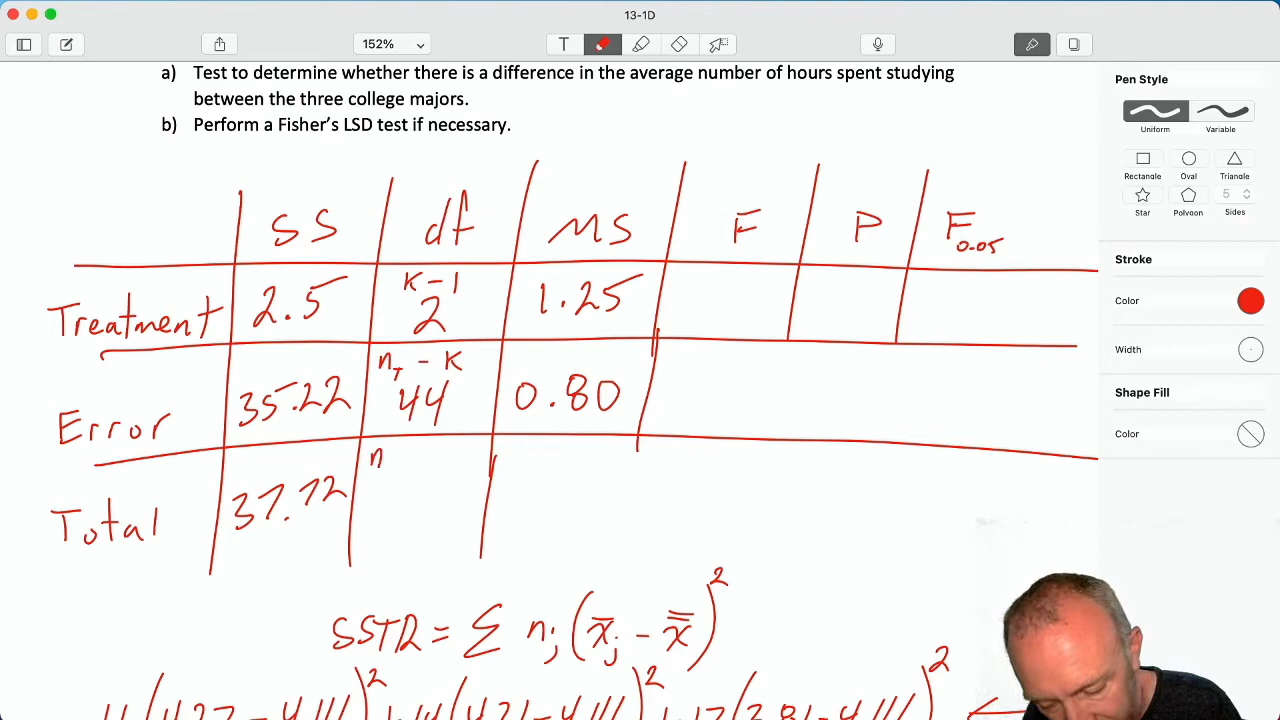 13-1D
152%
T
a) Test to determine whether there is a difference in the average number of hours spent studying
between the three college majors.
b) Perform a Fisher's LSD test if necessary.
SS df MS F P F0.05
Treatment 2.5 K-1 2 1.25
Error 35.22 nT - K 44 0.80
Total 37.72 n
SSTR = Σ nj (x̄j - x̿)²
Pen Style
Uniform Variable
Rectangle Oval Triangle
5
Star Polygon Sides
Stroke
Color
Width
Shape Fill
Color